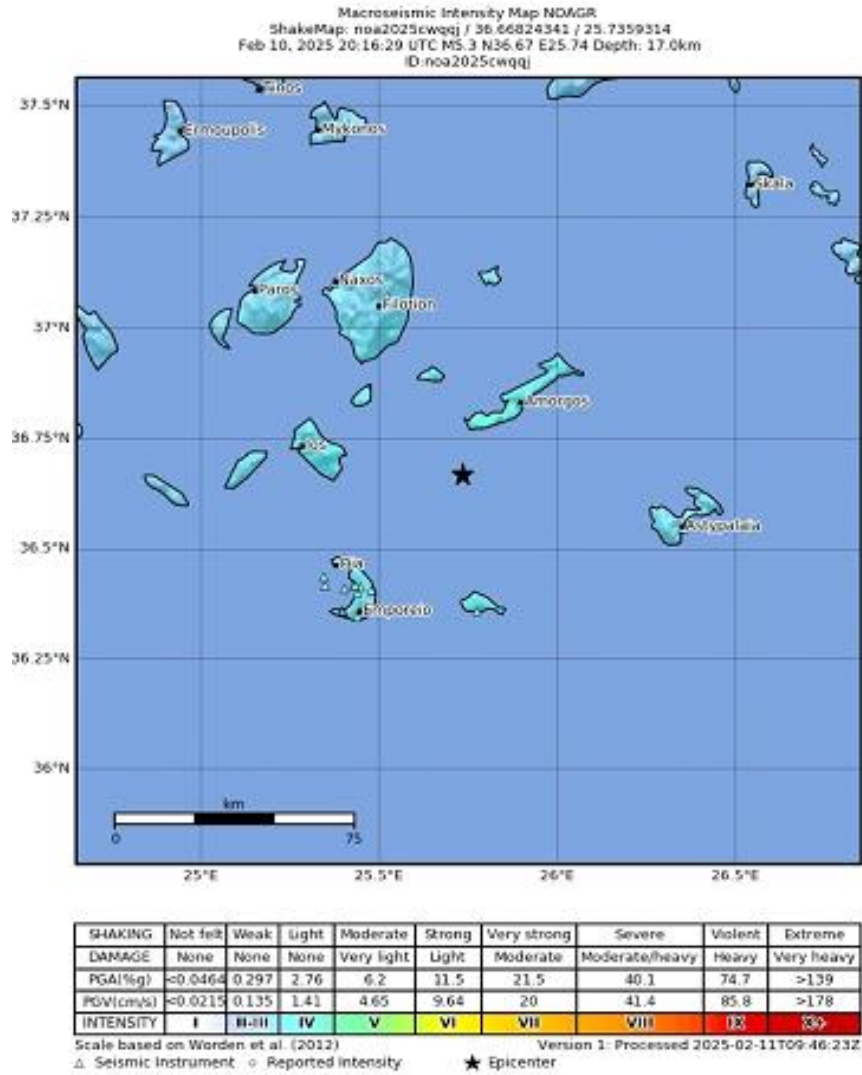 Macroseismic Intensity Map NOAGR
ShakeMap: noa2025cwqqj / 36.66824341 / 25.7359314
Feb 10, 2025 20:16:29 UTC M5.3 N36.67 E25.74 Depth: 17.0km
ID:noa2025cwqqj
37.5°N
Tinos
Ermoupolis
Mykonos
Skala
37.25°N
Naxos
Paros
Filotion
37°N
Amorgos
36.75°N
Ios
Astypalaia
36.5°N
Oia
Emporeio
36.25°N
36°N
km
0 75
25°E 25.5°E 26°E 26.5°E
SHAKING Not felt Weak Light Moderate Strong Very strong Severe Violent Extreme
DAMAGE None None None Very light Light Moderate Moderate/heavy Heavy Very heavy
PGA(%g) <0.0464 0.297 2.76 6.2 11.5 21.5 40.1 74.7 >139
PGV(cm/s) <0.0215 0.135 1.41 4.65 9.64 20 41.4 85.8 >178
INTENSITY I II-III IV V VI VII VIII IX X+
Scale based on Worden et al. (2012) Version 1: Processed 2025-02-11T09:46:23Z
△ Seismic Instrument ○ Reported Intensity ★ Epicenter